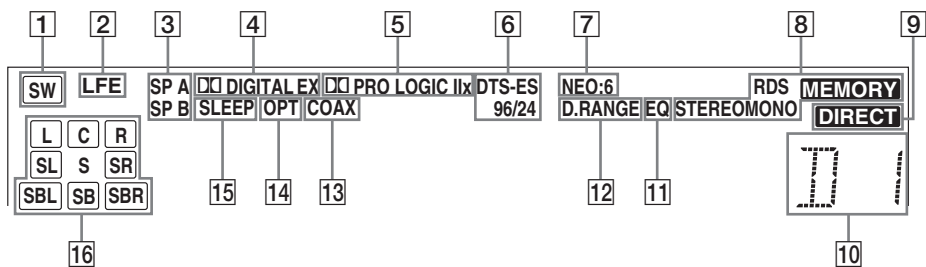 1 2 3 4 5 6 7 8 9
SW LFE SP A DIGITAL EX PRO LOGIC IIx DTS-ES NEO:6 RDS MEMORY
SP B SLEEP OPT COAX 96/24 D.RANGE EQ STEREO MONO DIRECT
L C R
SL S SR
SBL SB SBR
D 1
16 15 14 13 12 11 10